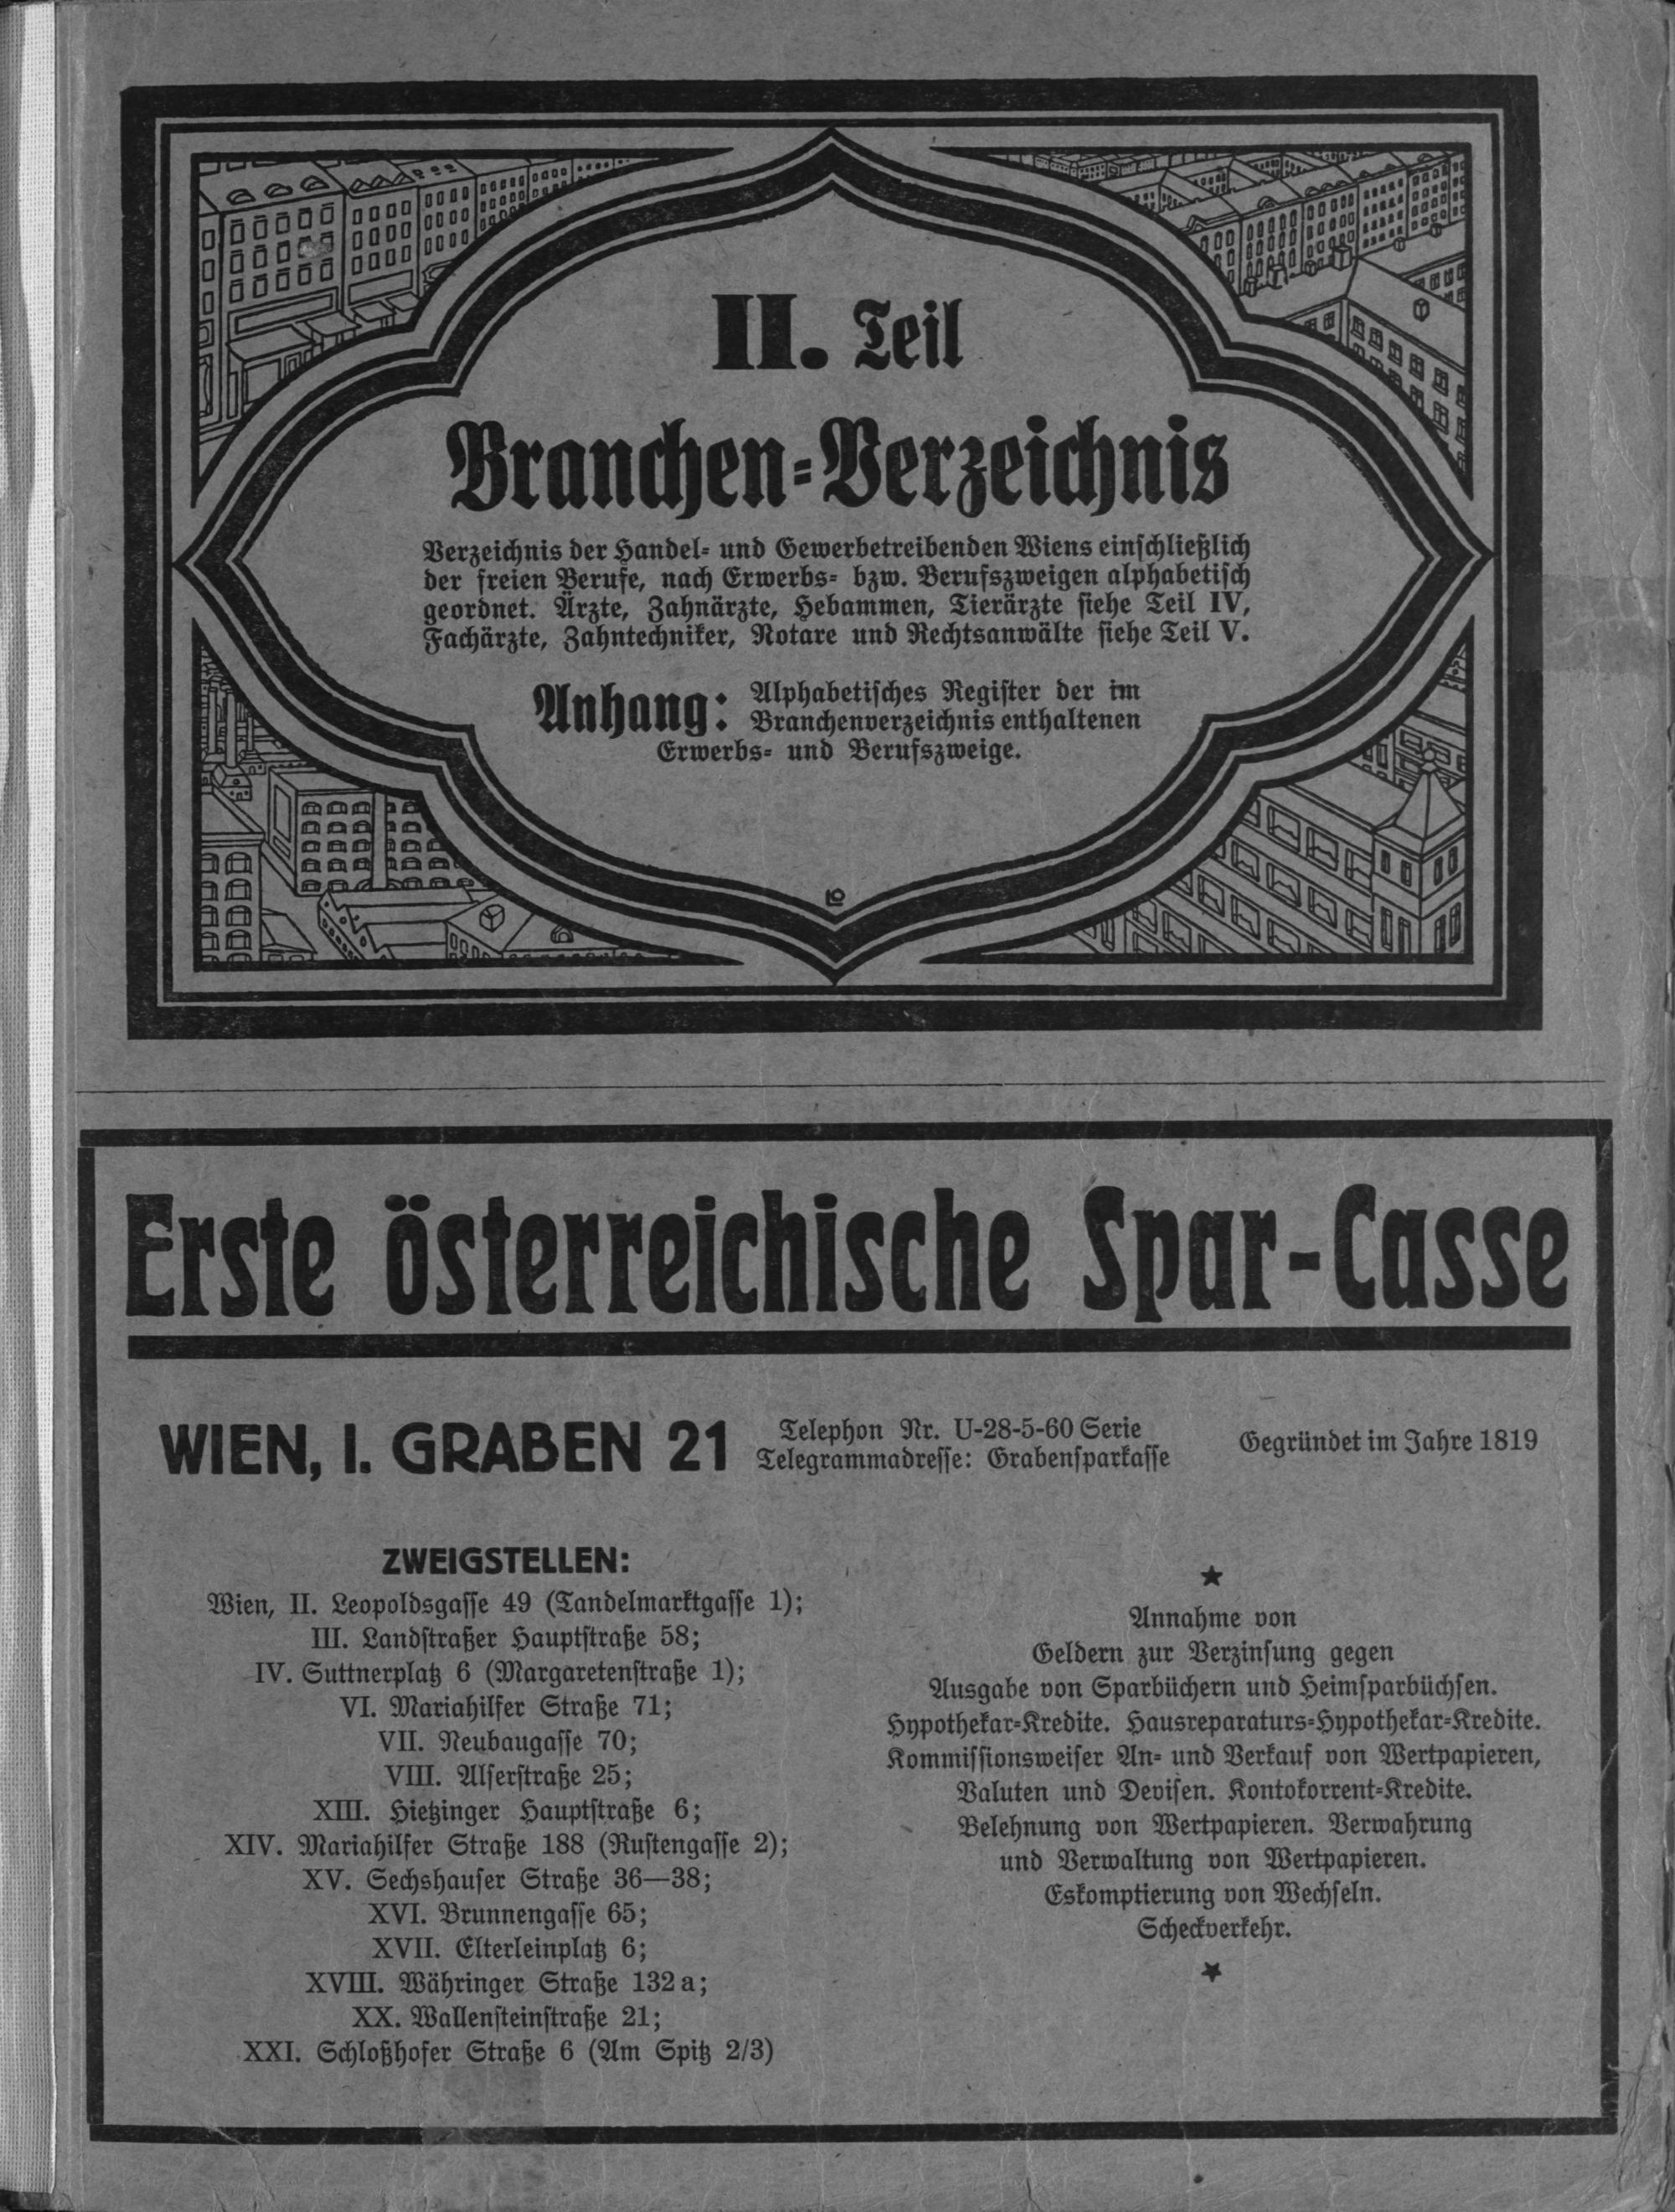 II. Teil
Branchen=Verzeichnis
Verzeichnis der Handel= und Gewerbetreibenden Wiens einschließlich
der freien Berufe, nach Erwerbs= bzw. Berufszweigen alphabetisch
geordnet. Ärzte, Zahnärzte, Hebammen, Tierärzte siehe Teil IV,
Fachärzte, Zahntechniker, Notare und Rechtsanwälte siehe Teil V.
Anhang: Alphabetisches Register der im
Branchenverzeichnis enthaltenen
Erwerbs= und Berufszweige.
Erste österreichische Spar-Casse
WIEN, I. GRABEN 21
Telephon Nr. U-28-5-60 Serie
Telegrammadresse: Grabensparkasse
Gegründet im Jahre 1819
ZWEIGSTELLEN:
Wien, II. Leopoldsgasse 49 (Tandelmarktgasse 1);
III. Landstraßer Hauptstraße 58;
IV. Suttnerplatz 6 (Margaretenstraße 1);
VI. Mariahilfer Straße 71;
VII. Neubaugasse 70;
VIII. Alserstraße 25;
XIII. Hietzinger Hauptstraße 6;
XIV. Mariahilfer Straße 188 (Rustengasse 2);
XV. Sechshauser Straße 36—38;
XVI. Brunnengasse 65;
XVII. Elterleinplatz 6;
XVIII. Währinger Straße 132 a;
XX. Wallensteinstraße 21;
XXI. Schloßhofer Straße 6 (Am Spitz 2/3)
Annahme von
Geldern zur Verzinsung gegen
Ausgabe von Sparbüchern und Heimsparbüchsen.
Hypothekar=Kredite. Hausreparaturs=Hypothekar=Kredite.
Kommissionsweiser An= und Verkauf von Wertpapieren,
Valuten und Devisen. Kontokorrent=Kredite.
Belehnung von Wertpapieren. Verwahrung
und Verwaltung von Wertpapieren.
Eskomptierung von Wechseln.
Scheckverkehr.